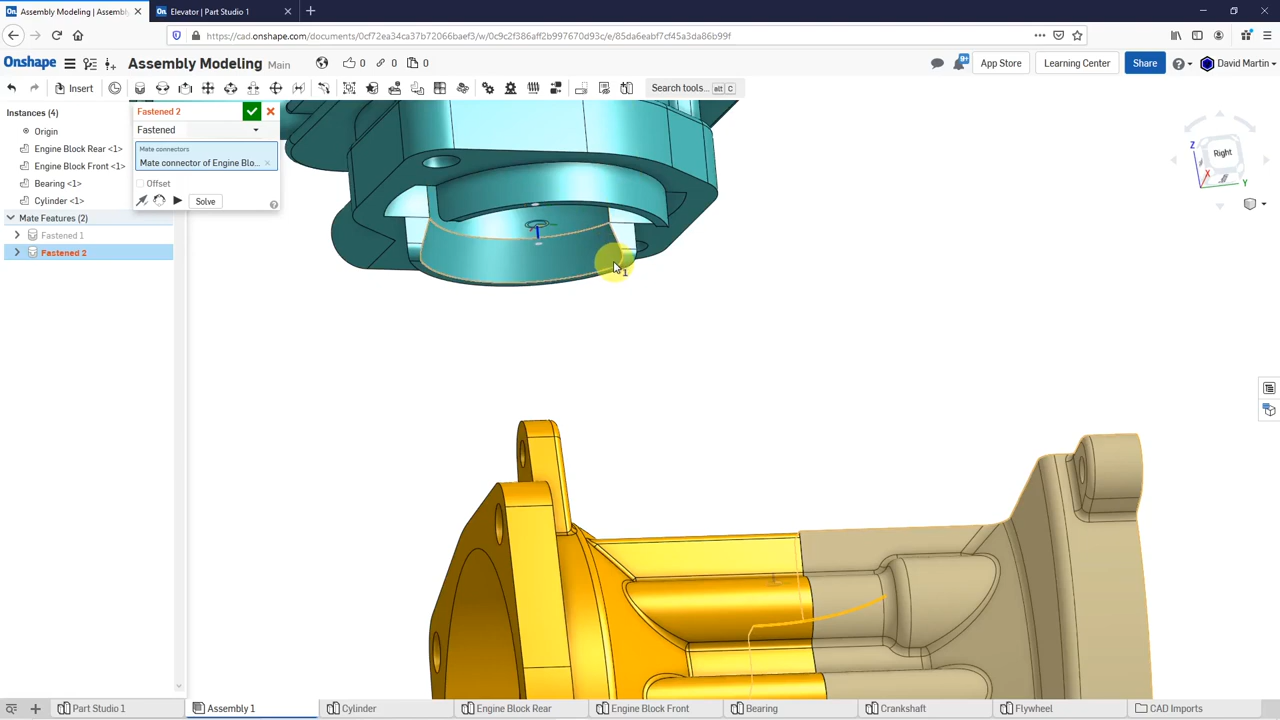 Assembly Modeling | Assembly
Elevator | Part Studio 1
https://cad.onshape.com/documents/0cf72ea34ca37b72066baef3/w/0c9c2f386aff2b9197670d93c/e/85da6eabf7cf45a3da86b99f
Onshape
Assembly Modeling Main
0 0 0
9+
App Store
Learning Center
Share
David Martin
Insert
Search tools... alt C
Instances (4)
Origin
Engine Block Rear <1>
Engine Block Front <1>
Bearing <1>
Cylinder <1>
Mate Features (2)
Fastened 1
Fastened 2
Fastened 2
Fastened
Mate connectors
Mate connector of Engine Blo...
Offset
Solve
1
Z
Right
X
Y
Part Studio 1
Assembly 1
Cylinder
Engine Block Rear
Engine Block Front
Bearing
Crankshaft
Flywheel
CAD Imports